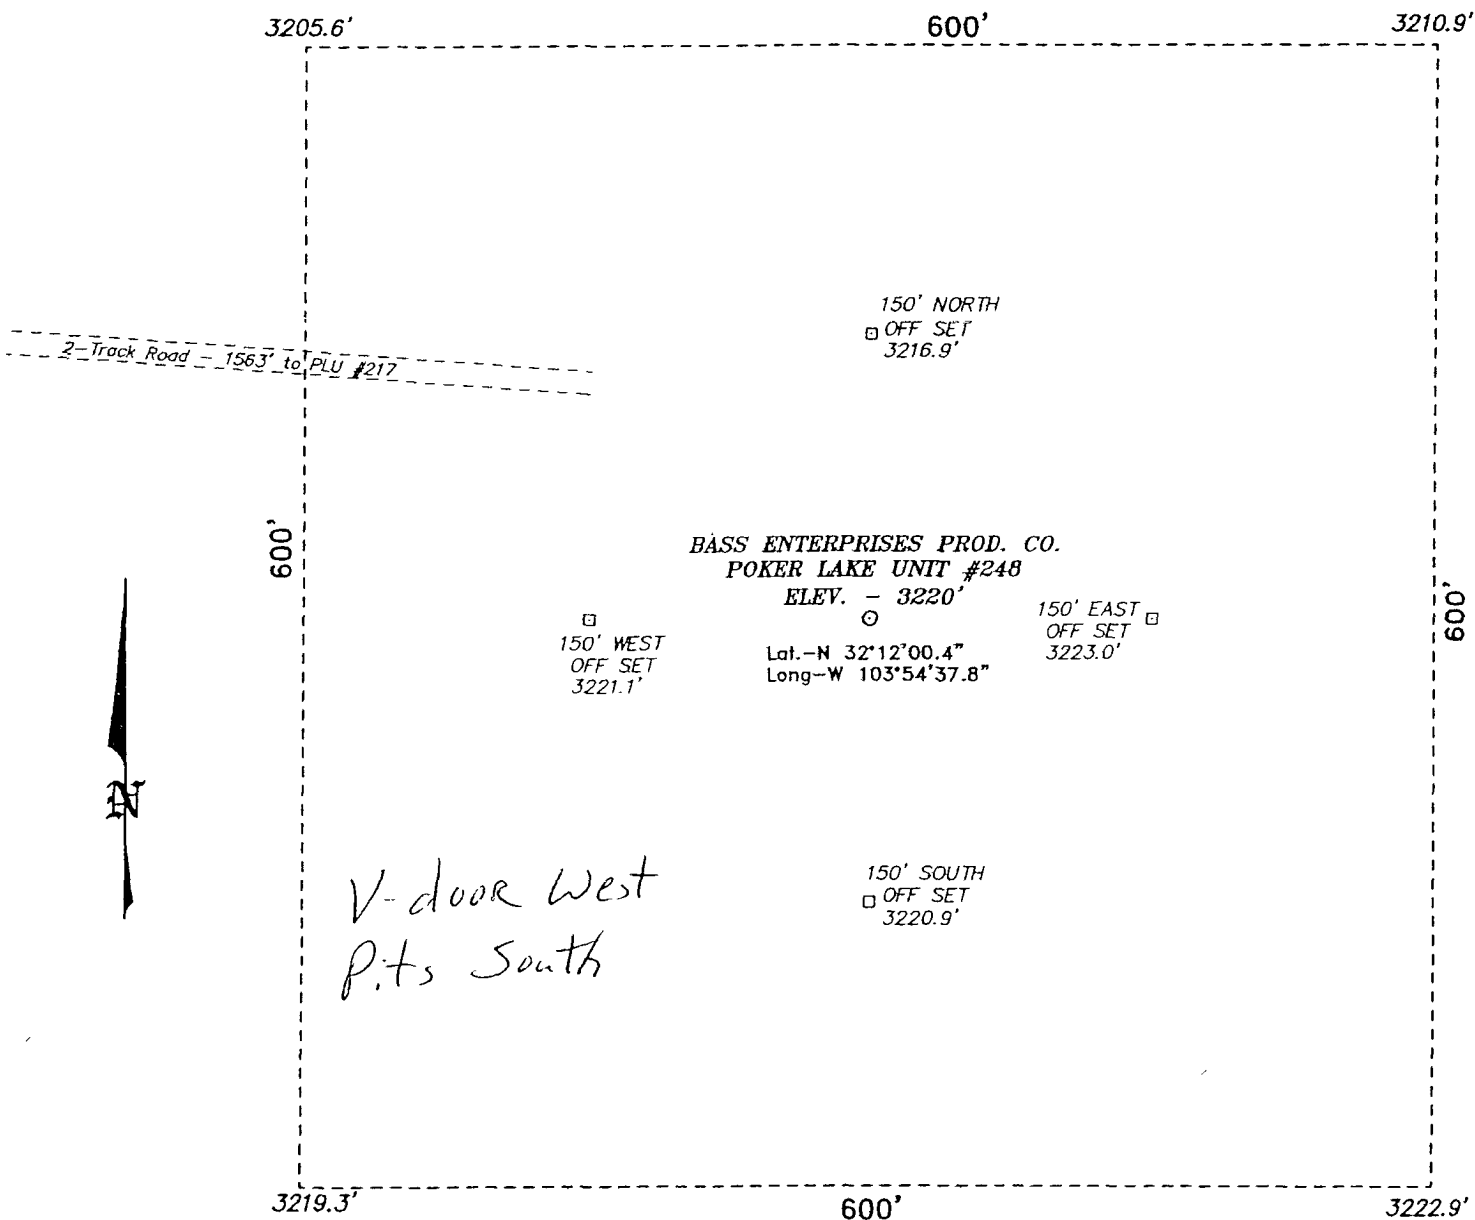 3205.6'
600'
3210.9'
150' NORTH
OFF SET
3216.9'
2-Track Road - 1563' to PLU #217
600'
BASS ENTERPRISES PROD. CO.
POKER LAKE UNIT #248
ELEV. - 3220'
Lat.-N 32°12'00.4"
Long-W 103°54'37.8"
150' WEST
OFF SET
3221.1'
150' EAST
OFF SET
3223.0'
600'
N
150' SOUTH
OFF SET
3220.9'
V-door West
Pits South
3219.3'
600'
3222.9'